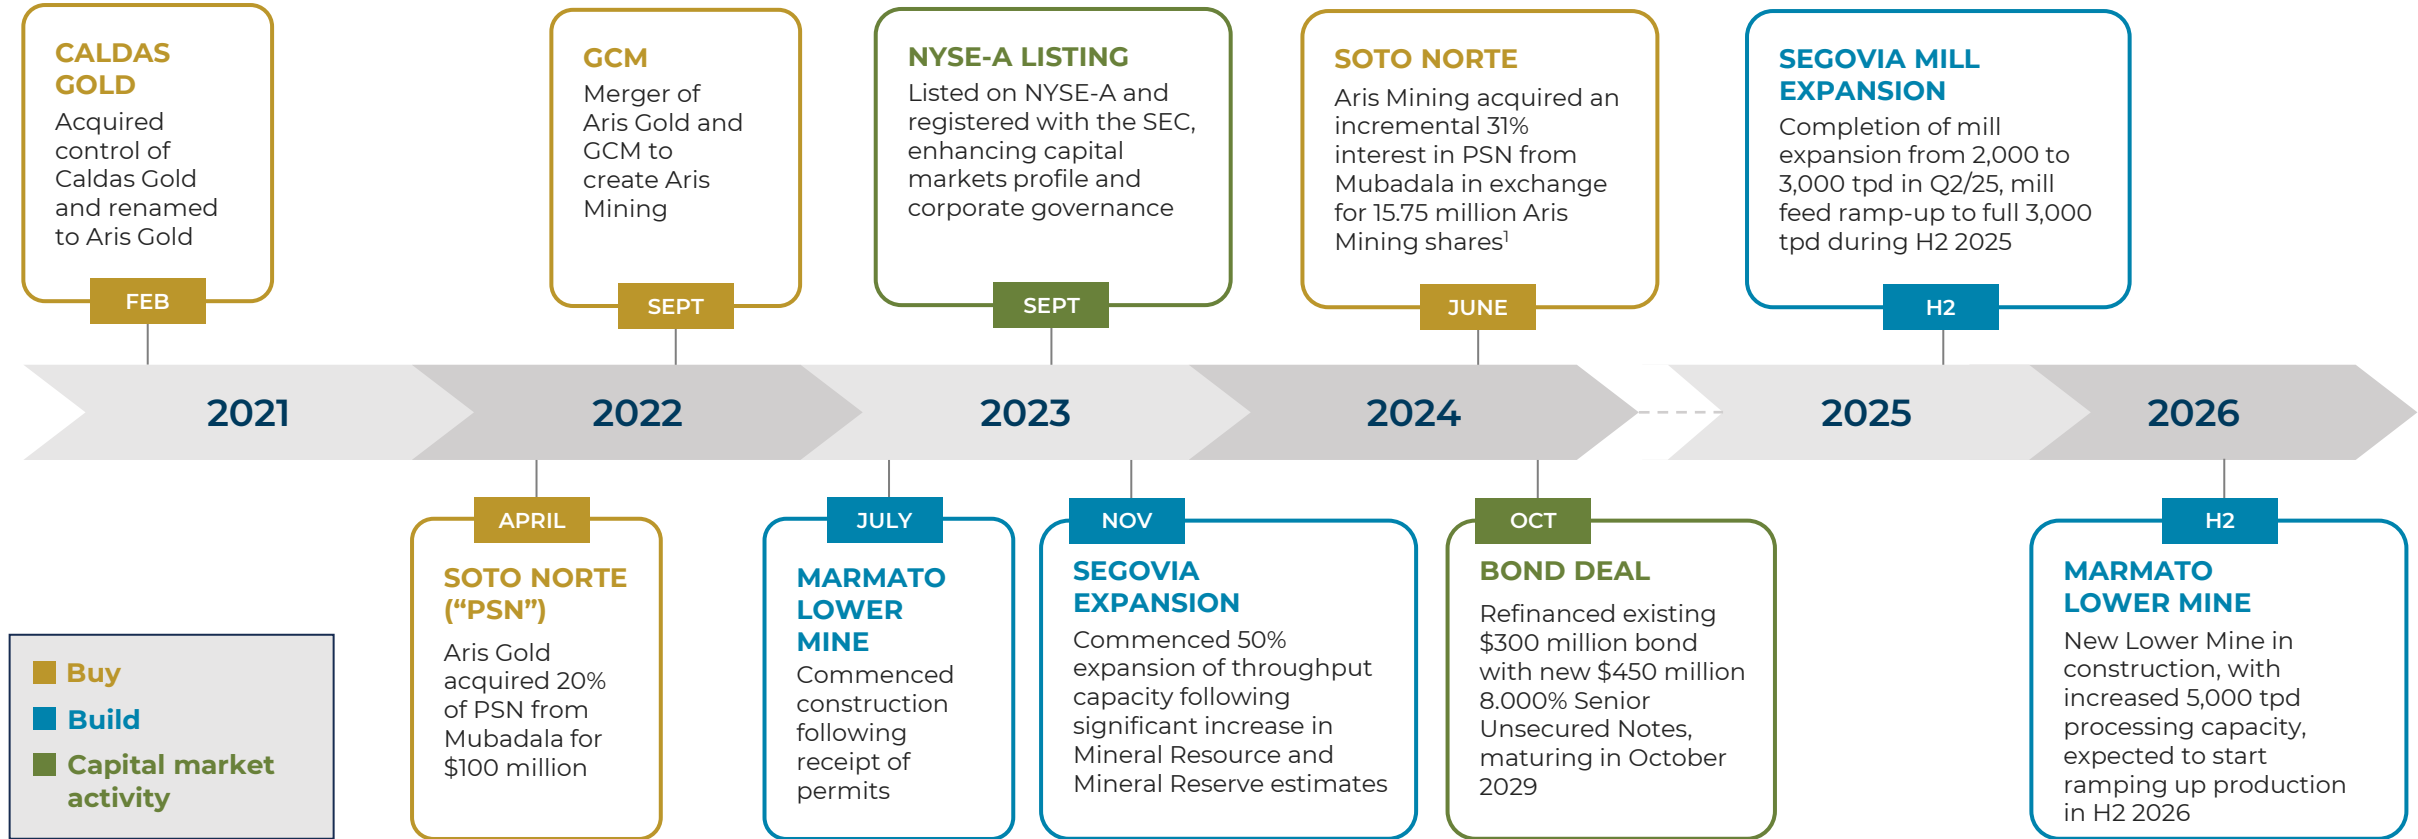 CALDAS
GOLD
Acquired
control of
Caldas Gold
and renamed
to Aris Gold
FEB
GCM
Merger of
Aris Gold and
GCM to
create Aris
Mining
SEPT
NYSE-A LISTING
Listed on NYSE-A and
registered with the SEC,
enhancing capital
markets profile and
corporate governance
SEPT
SOTO NORTE
Aris Mining acquired an
incremental 31%
interest in PSN from
Mubadala in exchange
for 15.75 million Aris
Mining shares¹
JUNE
SEGOVIA MILL
EXPANSION
Completion of mill
expansion from 2,000 to
3,000 tpd in Q2/25, mill
feed ramp-up to full 3,000
tpd during H2 2025
H2
2021
2022
2023
2024
2025
2026
APRIL
SOTO NORTE
(“PSN”)
Aris Gold
acquired 20%
of PSN from
Mubadala for
$100 million
JULY
MARMATO
LOWER
MINE
Commenced
construction
following
receipt of
permits
NOV
SEGOVIA
EXPANSION
Commenced 50%
expansion of throughput
capacity following
significant increase in
Mineral Resource and
Mineral Reserve estimates
OCT
BOND DEAL
Refinanced existing
$300 million bond
with new $450 million
8.000% Senior
Unsecured Notes,
maturing in October
2029
H2
MARMATO
LOWER MINE
New Lower Mine in
construction, with
increased 5,000 tpd
processing capacity,
expected to start
ramping up production
in H2 2026
Buy
Build
Capital market
activity